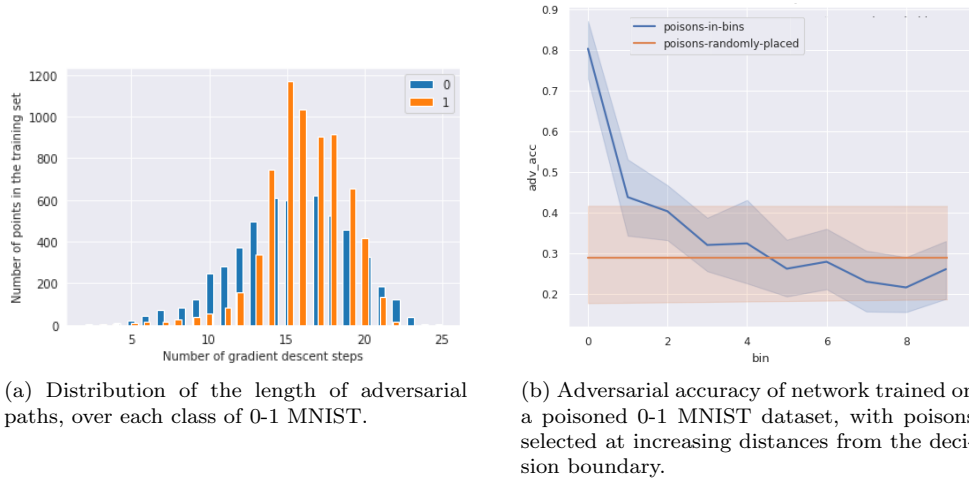 1200
1000
800
600
400
200
0
Number of points in the training set
0
1
5
10
15
20
25
Number of gradient descent steps
(a) Distribution of the length of adversarial
paths, over each class of 0-1 MNIST.
0.9
0.8
0.7
0.6
0.5
0.4
0.3
0.2
adv_acc
poisons-in-bins
poisons-randomly-placed
0
2
4
6
8
bin
(b) Adversarial accuracy of network trained on
a poisoned 0-1 MNIST dataset, with poisons
selected at increasing distances from the deci-
sion boundary.